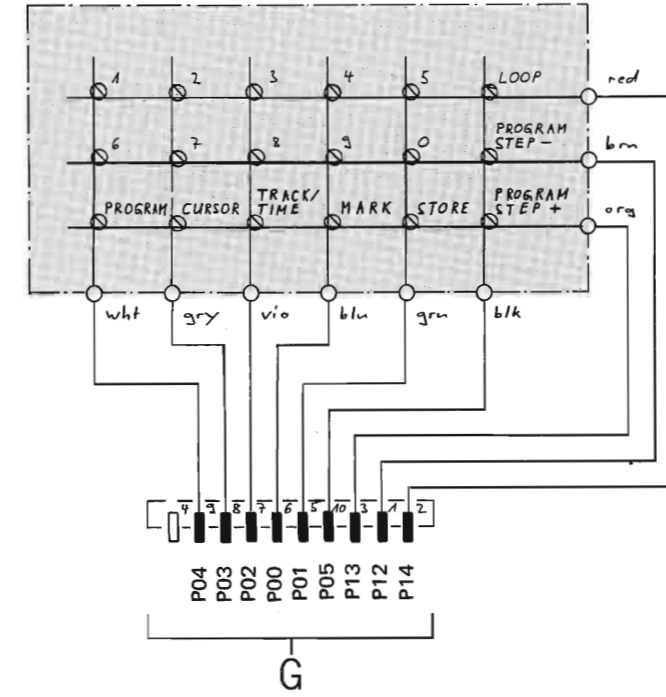 1 2 3 4 5 LOOP red
6 7 8 9 0 PROGRAM STEP- brn
PROGRAM CURSOR TRACK/TIME MARK STORE PROGRAM STEP + org
wht gry vio blu grn blk
4 9 8 7 6 5 10 3 1 2
P04 P03 P02 P00 P01 P05 P13 P12 P14
G